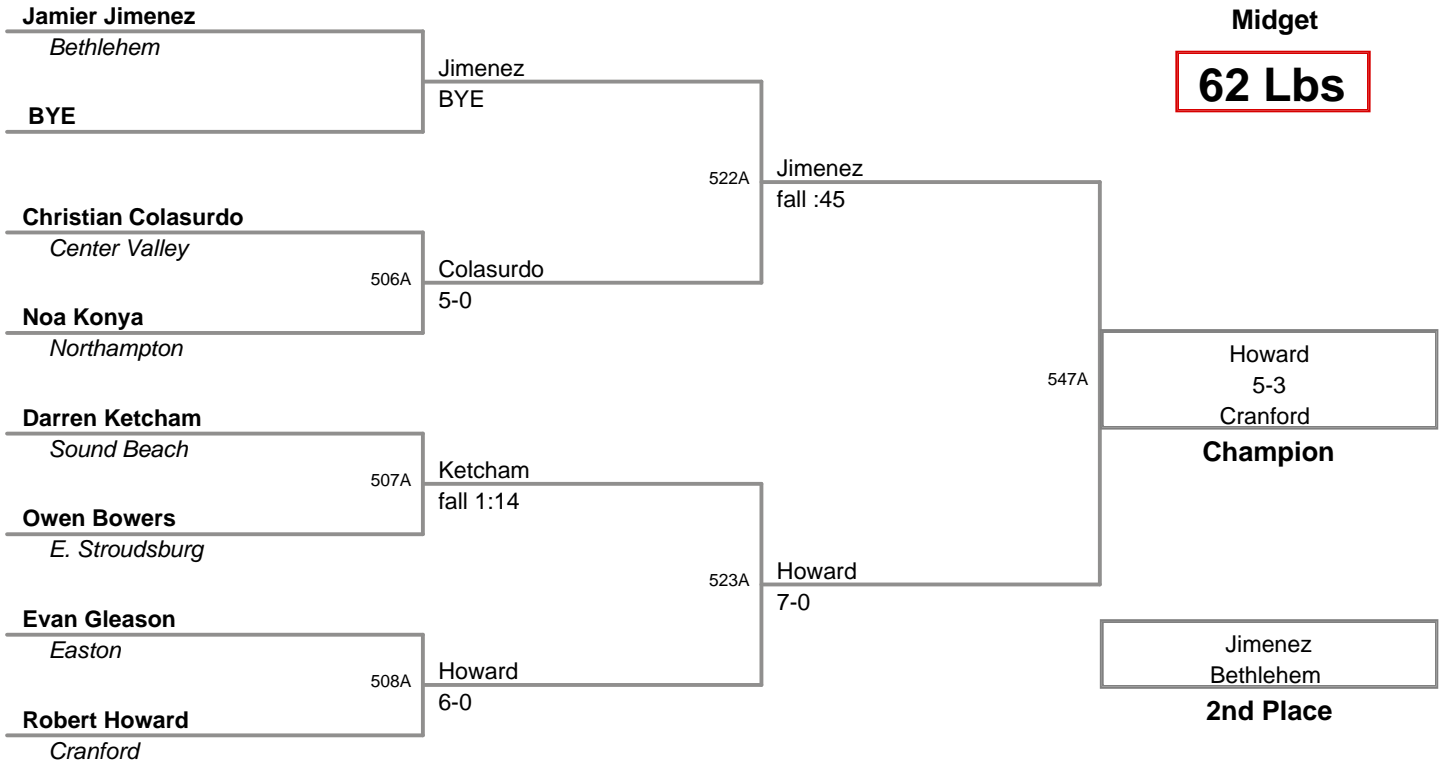 Jamier Jimenez
Bethlehem
BYE
Christian Colasurdo
Center Valley
506A
Noa Konya
Northampton
Darren Ketcham
Sound Beach
507A
Owen Bowers
E. Stroudsburg
Evan Gleason
Easton
508A
Robert Howard
Cranford
Jimenez
BYE
522A
Colasurdo
5-0
Ketcham
fall 1:14
523A
Howard
6-0
Jimenez
fall :45
547A
Howard
7-0
Midget
62 Lbs
Howard
5-3
Cranford
Champion
Jimenez
Bethlehem
2nd Place